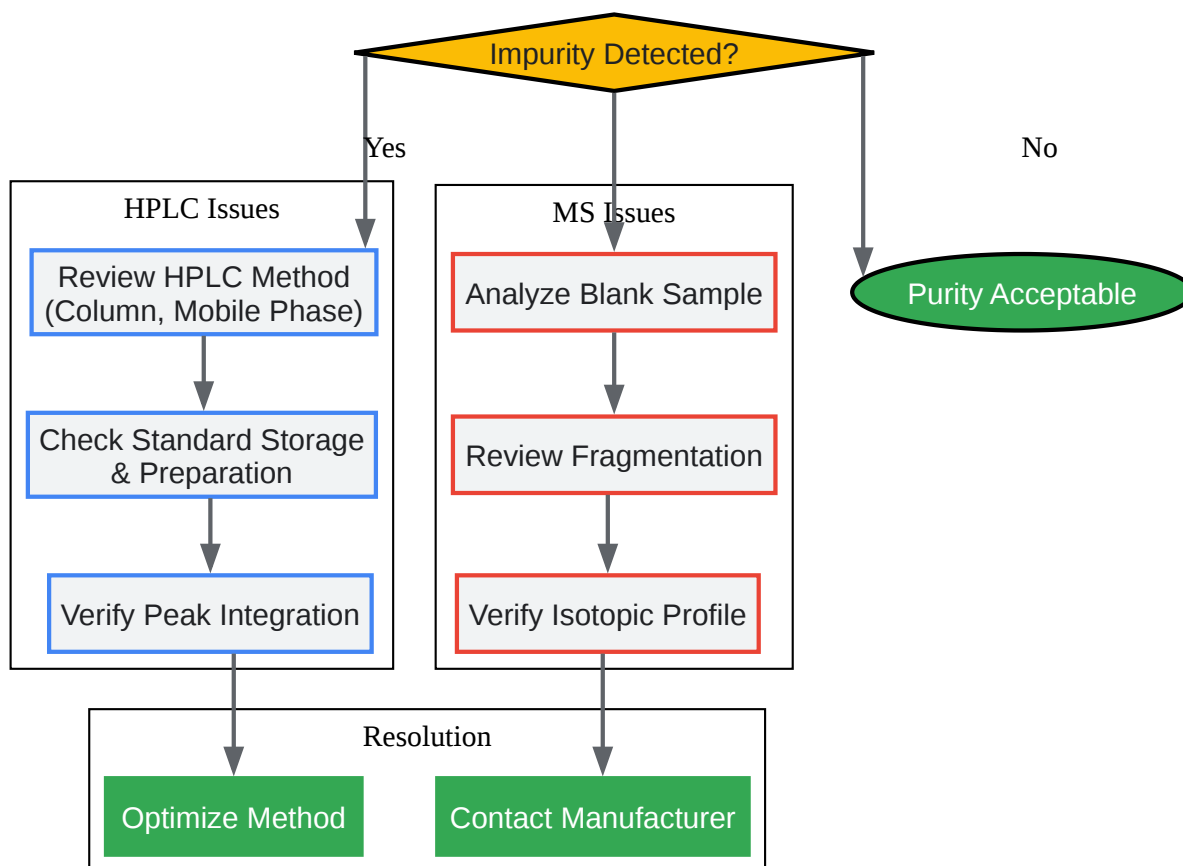 Impurity Detected?
Yes
No
HPLC Issues
Review HPLC Method
(Column, Mobile Phase)
Check Standard Storage
& Preparation
Verify Peak Integration
MS Issues
Analyze Blank Sample
Review Fragmentation
Verify Isotopic Profile
Purity Acceptable
Resolution
Optimize Method
Contact Manufacturer